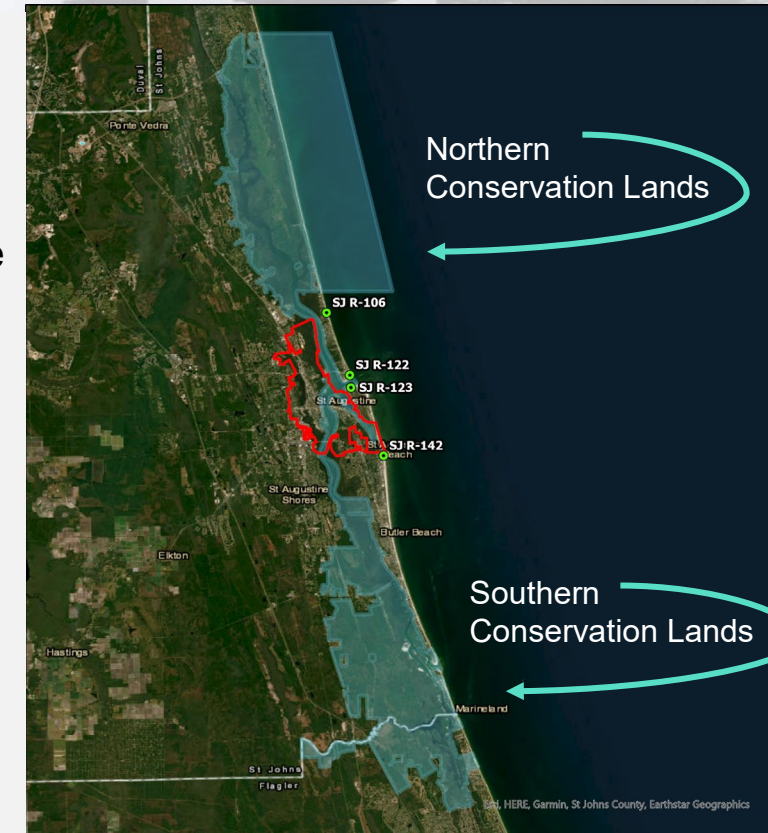 Duval
St Johns
Ponte Vedra
Northern
Conservation Lands
e
SJ R-106
SJ R-122
SJ R-123
St Augustine
SJ R-142
each
St Augustine
Shores
Butler Beach
Elkton
Southern
Conservation Lands
Hastings
Marineland
St Johns
Flagler
HERE, Garmin, St Johns County, Earthstar Geographics